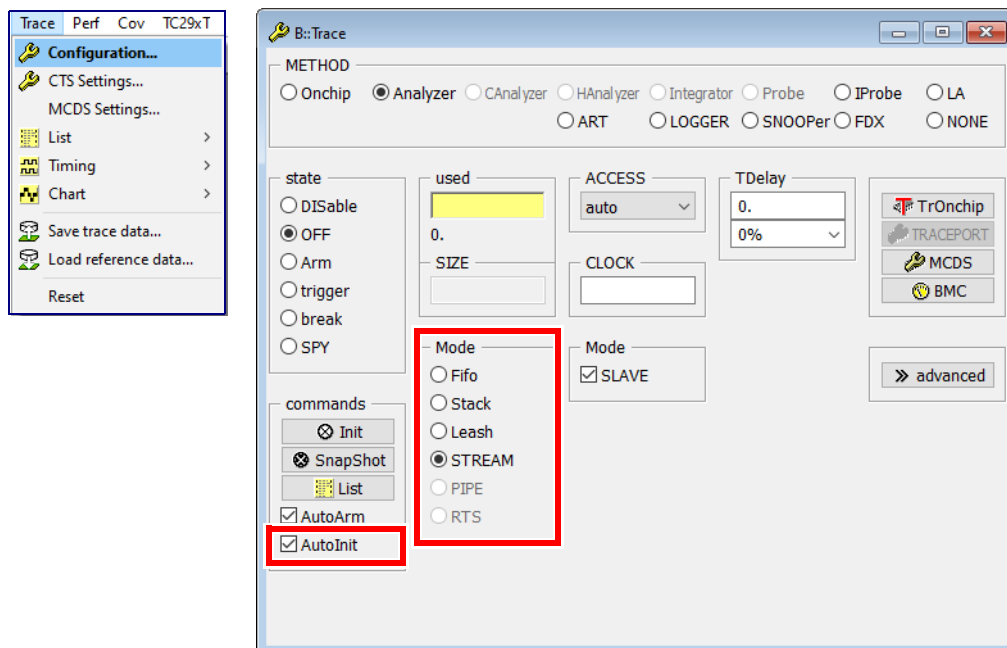 Trace Perf Cov TC29xT
Configuration...
CTS Settings...
MCDS Settings...
List
Timing
Chart
Save trace data...
Load reference data...
Reset
B::Trace
METHOD
Onchip Analyzer CAnalyzer HAnalyzer Integrator Probe IProbe LA
ART LOGGER SNOOPer FDX NONE
state
DISable
OFF
Arm
trigger
break
SPY
used
0.
SIZE
ACCESS
auto
CLOCK
TDelay
0.
0%
TrOnchip
TRACEPORT
MCDS
BMC
Mode
Fifo
Stack
Leash
STREAM
PIPE
RTS
Mode
SLAVE
advanced
commands
Init
SnapShot
List
AutoArm
AutoInit